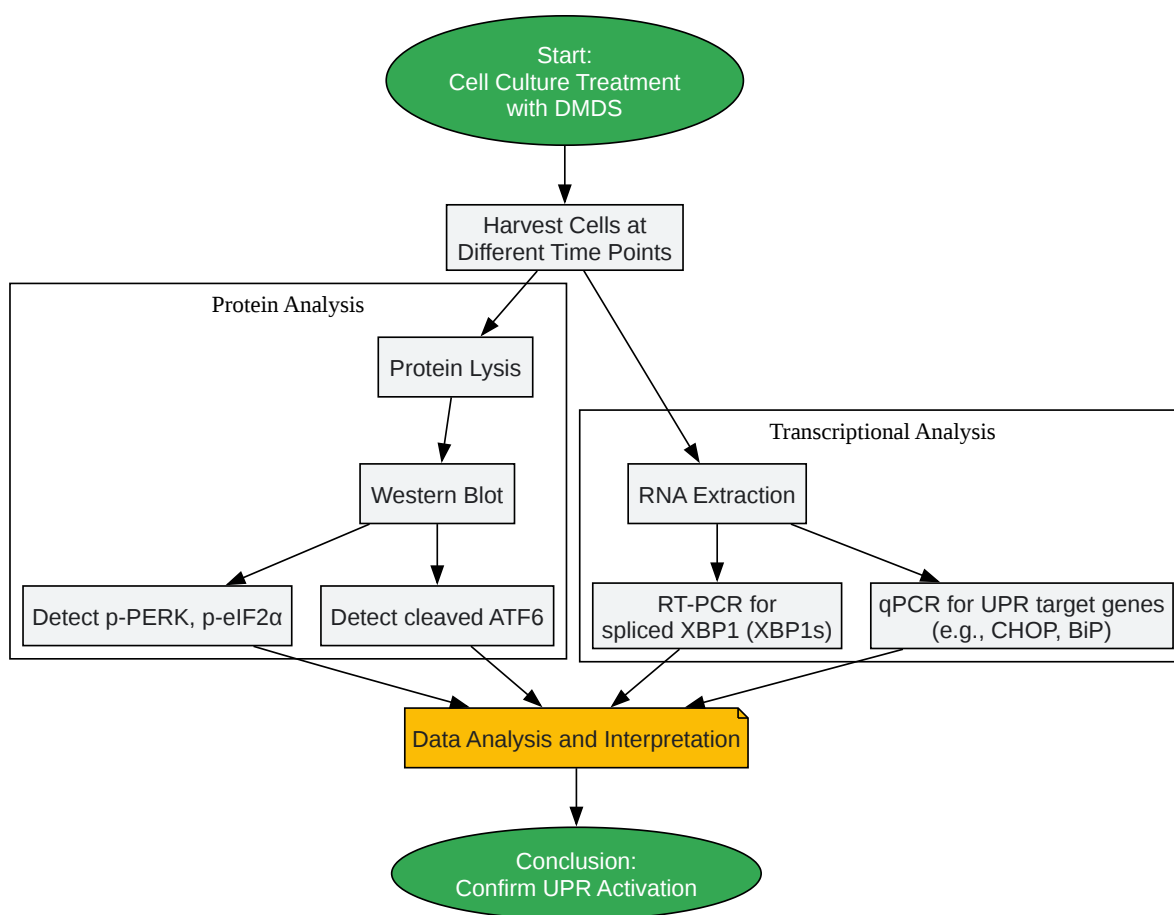 Start:
Cell Culture Treatment
with DMDS
Harvest Cells at
Different Time Points
Protein Analysis
Protein Lysis
Western Blot
Detect p-PERK, p-eIF2α
Detect cleaved ATF6
Transcriptional Analysis
RNA Extraction
RT-PCR for
spliced XBP1 (XBP1s)
qPCR for UPR target genes
(e.g., CHOP, BiP)
Data Analysis and Interpretation
Conclusion:
Confirm UPR Activation